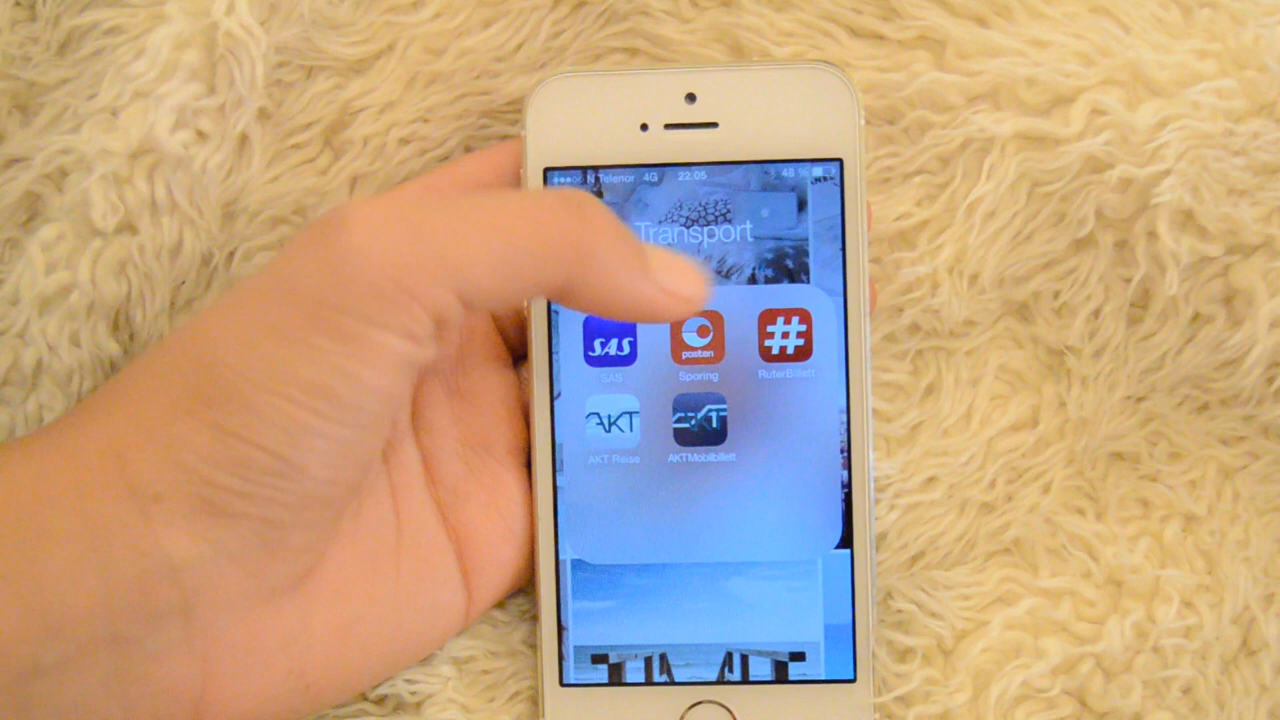 N Telenor 4G 22.05 48 %
Transport
SAS posten #
SAS Sporing RuterBillett
AKT AKT
AKT Reise AKTMobilbillett